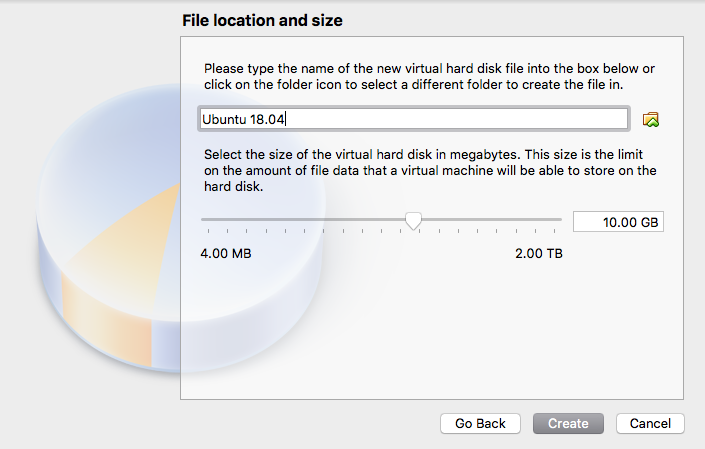 File location and size
Please type the name of the new virtual hard disk file into the box below or
click on the folder icon to select a different folder to create the file in.
Ubuntu 18.04
Select the size of the virtual hard disk in megabytes. This size is the limit
on the amount of file data that a virtual machine will be able to store on the
hard disk.
10.00 GB
4.00 MB
2.00 TB
Go Back
Create
Cancel